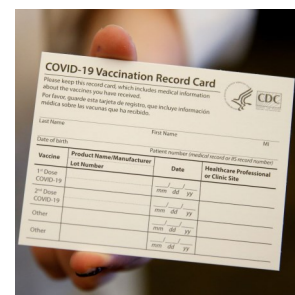 COVID-19 Vaccination Record Card
Please keep this record card, which includes medical information
about the vaccines you have received.
Por favor, guarde esta tarjeta de registro, que incluye información
médica sobre las vacunas que ha recibido.
CDC
Last Name First Name MI
Date of birth Patient number (medical record or IIS record number)
Vaccine Product Name/Manufacturer Date Healthcare Professional
Lot Number or Clinic Site
1st Dose
COVID-19
mm dd yy
2nd Dose
COVID-19
mm dd yy
Other
mm dd yy
Other
mm dd yy